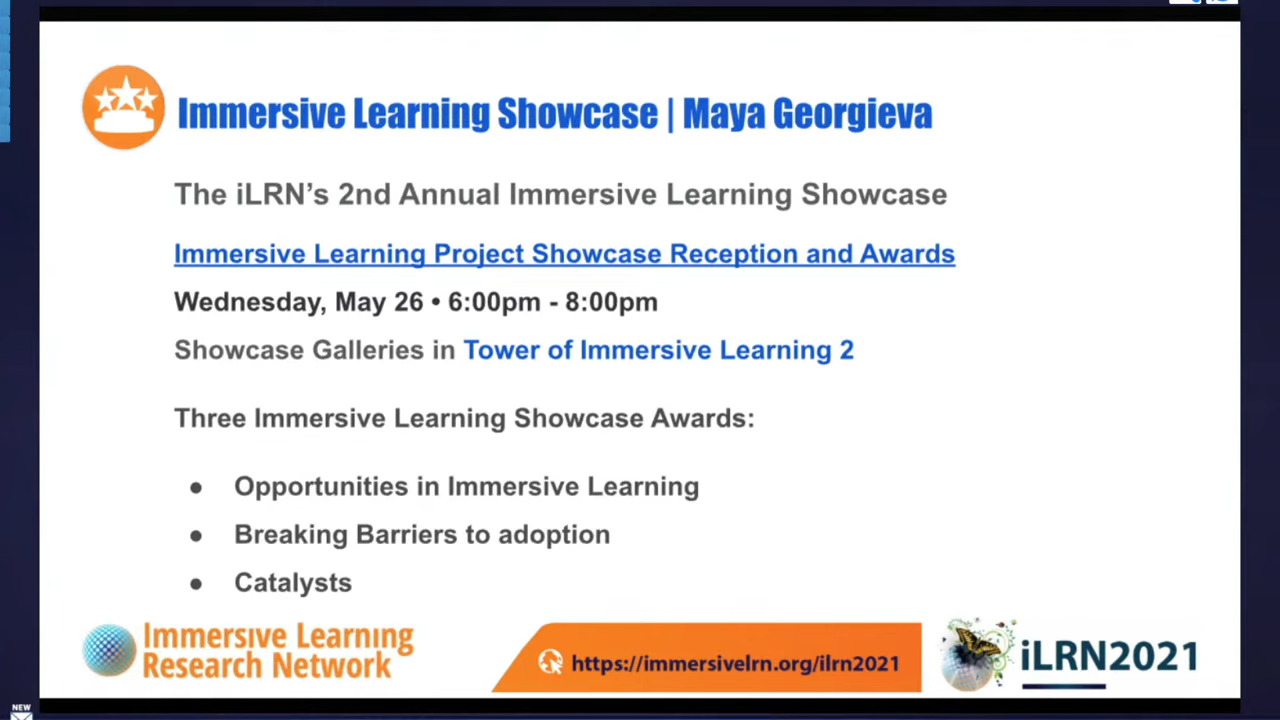 Immersive Learning Showcase | Maya Georgieva
The iLRN’s 2nd Annual Immersive Learning Showcase
Immersive Learning Project Showcase Reception and Awards
Wednesday, May 26 • 6:00pm - 8:00pm
Showcase Galleries in Tower of Immersive Learning 2
Three Immersive Learning Showcase Awards:
● Opportunities in Immersive Learning
● Breaking Barriers to adoption
● Catalysts
Immersive Learning
Research Network
https://immersivelrn.org/ilrn2021
iLRN2021
NEW